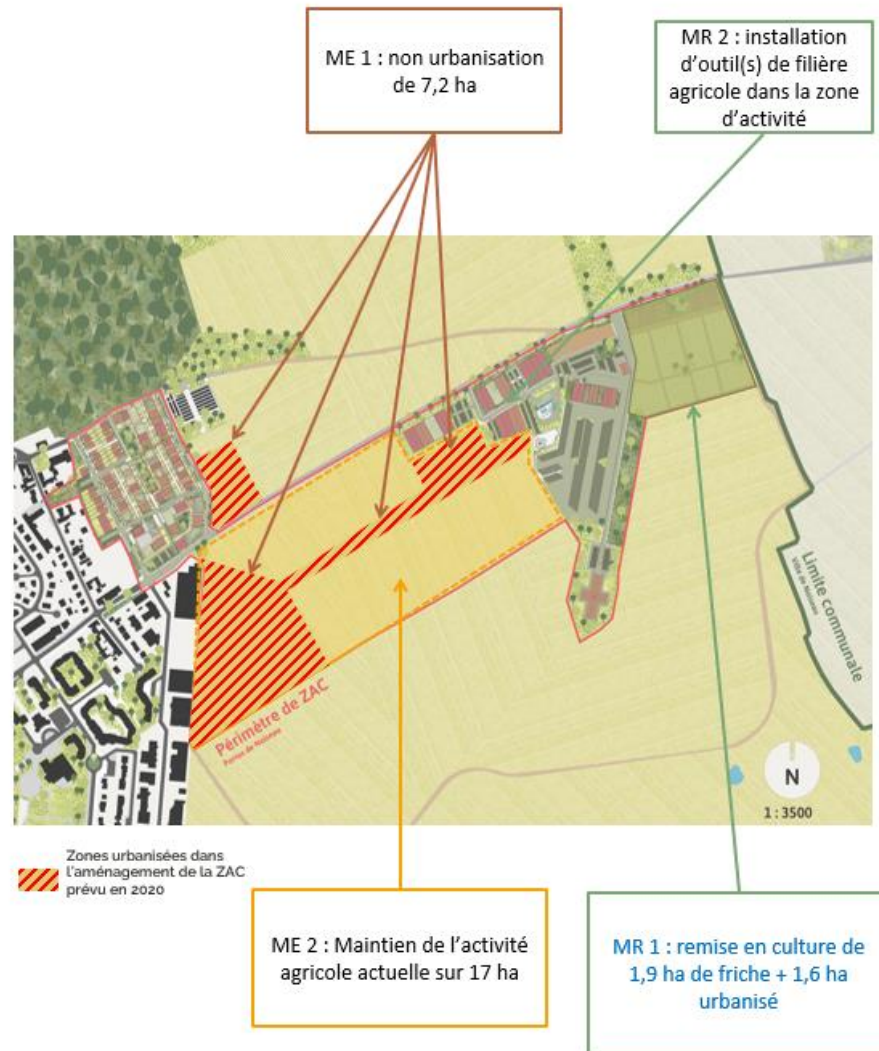 ME 1 : non urbanisation
de 7,2 ha
MR 2 : installation
d'outil(s) de filière
agricole dans la zone
d'activité
Limite communale
Ville de Noiseau
Périmètre de ZAC
N
1 : 3500
Zones urbanisées dans
l'aménagement de la ZAC
prévu en 2020
ME 2 : Maintien de l'activité
agricole actuelle sur 17 ha
MR 1 : remise en culture de
1,9 ha de friche + 1,6 ha
urbanisé